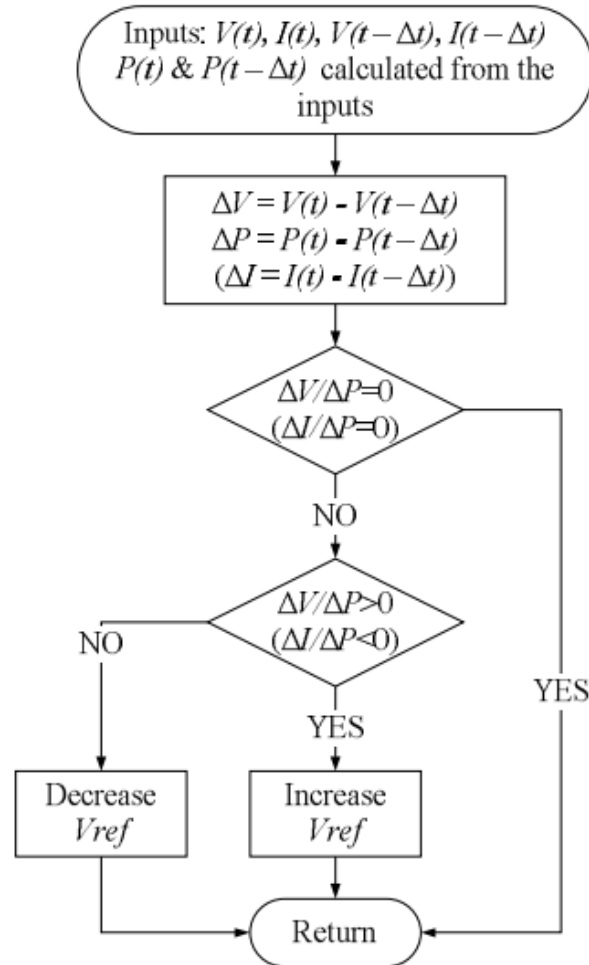 Inputs: V(t), I(t), V(t – Δt), I(t – Δt)
P(t) & P(t – Δt) calculated from the
inputs
ΔV = V(t) - V(t – Δt)
ΔP = P(t) - P(t – Δt)
(ΔI = I(t) - I(t – Δt))
ΔV/ΔP=0
(ΔI/ΔP=0)
NO
ΔV/ΔP>0
(ΔI/ΔP<0)
NO
YES
YES
Decrease
Vref
Increase
Vref
Return